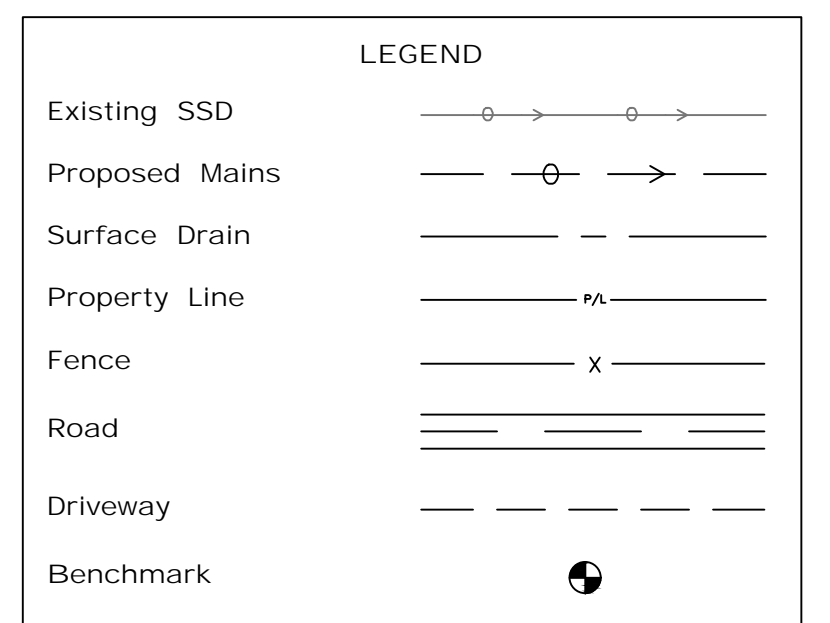 LEGEND
Existing SSD
Proposed Mains
Surface Drain
Property Line P/L
Fence X
Road
Driveway
Benchmark